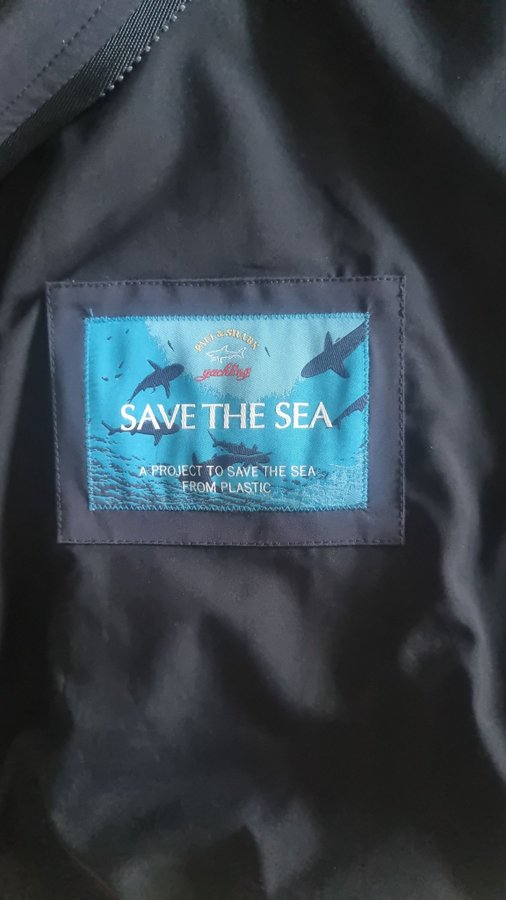 PAUL & SHARK
yachting
SAVE THE SEA
A PROJECT TO SAVE THE SEA
FROM PLASTIC